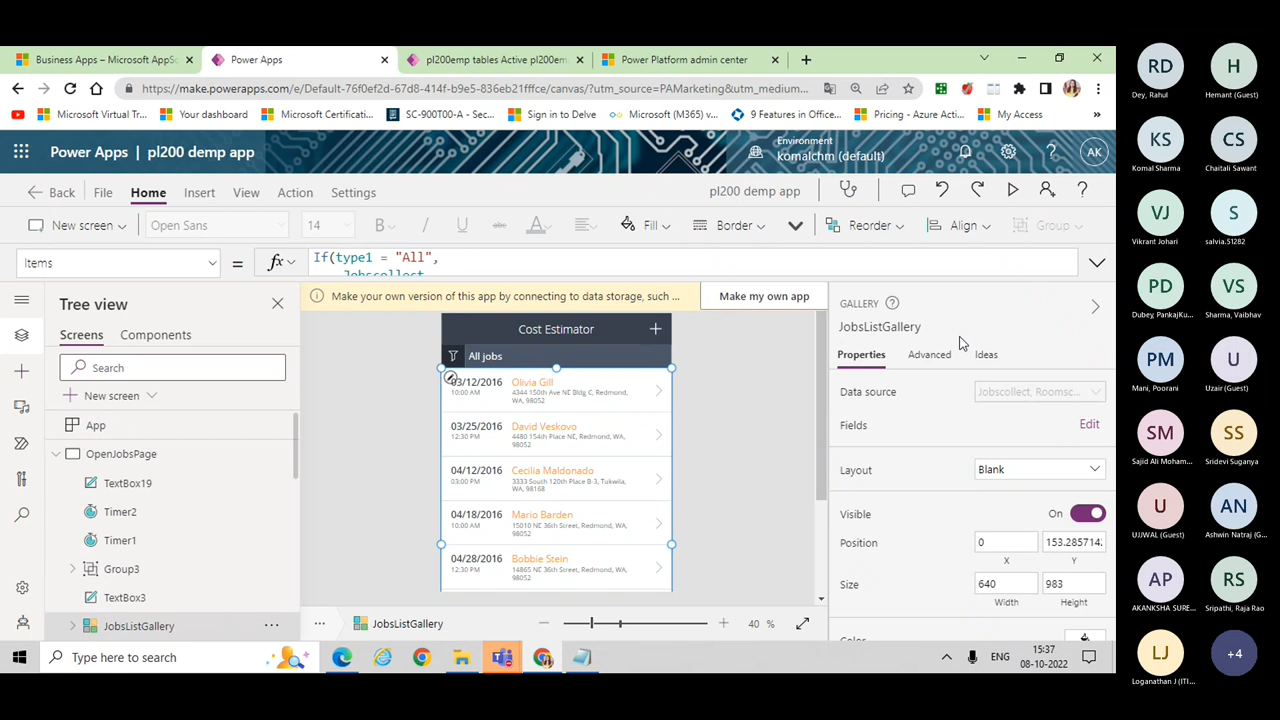 Business Apps – Microsoft AppSo
Power Apps
pl200emp tables Active pl200em
Power Platform admin center
https://make.powerapps.com/e/Default-76f0f22d-67d8-414f-b9e5-836eb21fffce/canvas/?utm_source=PAMarketing&utm_medium...
Microsoft Virtual Tr...
Your dashboard
Microsoft Certificati...
SC-900T00-A - Secu...
Sign in to Delve
Microsoft (M365) v...
9 Features in Office...
Pricing - Azure Acti...
My Access
Power Apps | pl200 demp app
Environment
komalchm (default)
AK
Back
File
Home
Insert
View
Action
Settings
pl200 demp app
New screen
Open Sans
14
B
Fill
Border
Reorder
Align
Group
Items
=
fx
If(type1 = "All",
Jobscollect
Tree view
Screens
Components
Search
New screen
App
OpenJobsPage
TextBox19
Timer2
Timer1
Group3
TextBox3
JobsListGallery
Make your own version of this app by connecting to data storage, such ...
Make my own app
Cost Estimator
All jobs
03/12/2016
10:00 AM
Olivia Gill
4344 150th Ave NE Bldg C, Redmond,
WA, 98052
03/25/2016
12:30 PM
David Veskovo
4480 154th Place NE, Redmond, WA,
98052
04/12/2016
03:00 PM
Cecilia Maldonado
3333 South 120th Place B-3, Tukwila,
WA, 98168
04/18/2016
10:00 AM
Mario Barden
15010 NE 36th Street, Redmond, WA,
98052
04/28/2016
12:30 PM
Bobbie Stein
14865 NE 36th Street, Redmond, WA,
98052
JobsListGallery
40 %
GALLERY
JobsListGallery
Properties
Advanced
Ideas
Data source
Jobscollect, Roomsc...
Fields
Edit
Layout
Blank
Visible
On
Position
0
153.285714
X
Y
Size
640
983
Width
Height
Color
Type here to search
ENG
15:37
08-10-2022
RD
Dey, Rahul
H
Hemant (Guest)
KS
Komal Sharma
CS
Chaitali Sawant
VJ
Vikrant Johari
S
salvia.S1282
PD
Dubey, PankajKu...
VS
Sharma, Vaibhav
PM
Mani, Poorani
U
Uzair (Guest)
SM
Sajid Ali Moham...
SS
Sridevi Suganya
U
UJJWAL (Guest)
AN
Ashwin Natraj (G...
AP
AKANKSHA SURE...
RS
Sripathi, Raja Rao
LJ
Loganathan J (ITI...
+4